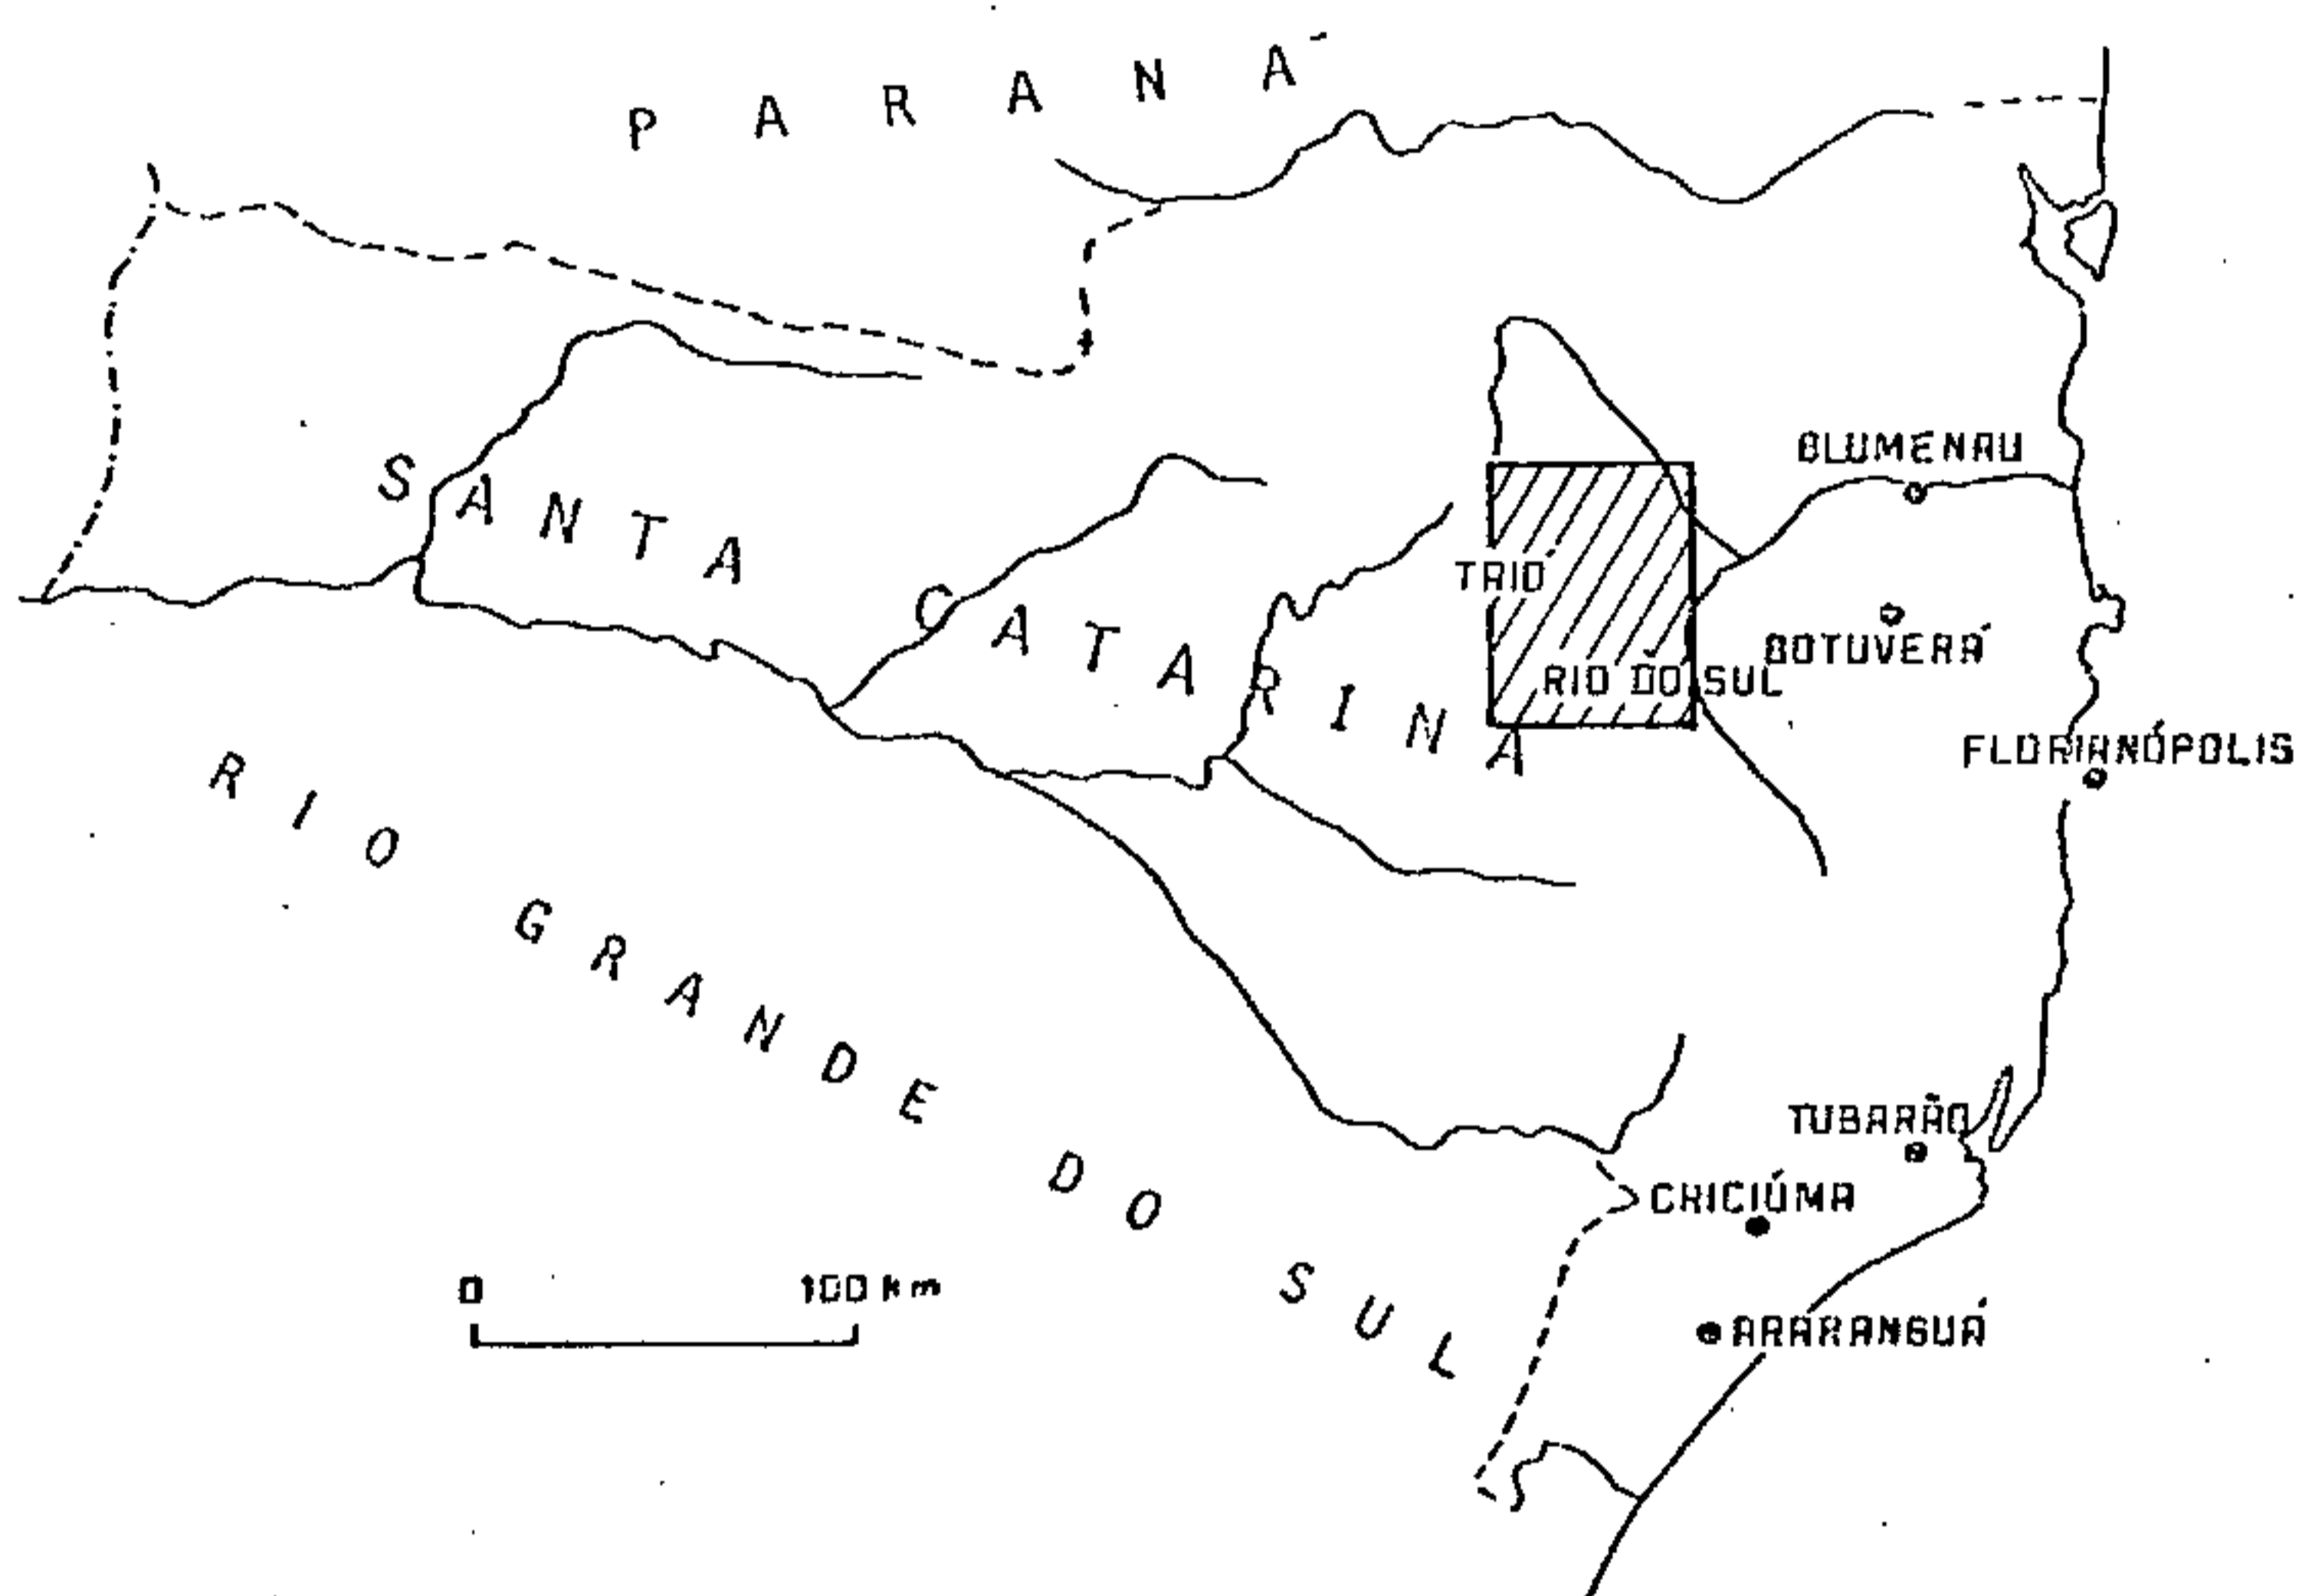 PARANÁ
SANTA CATARINA
BLUMENAU
TAIÓ
BOTUVERÁ
RIO DO SUL
FLORIANÓPOLIS
RIO GRANDE DO SUL
TUBARÃO
CRICIÚMA
ARARANGUÁ
0 100 km